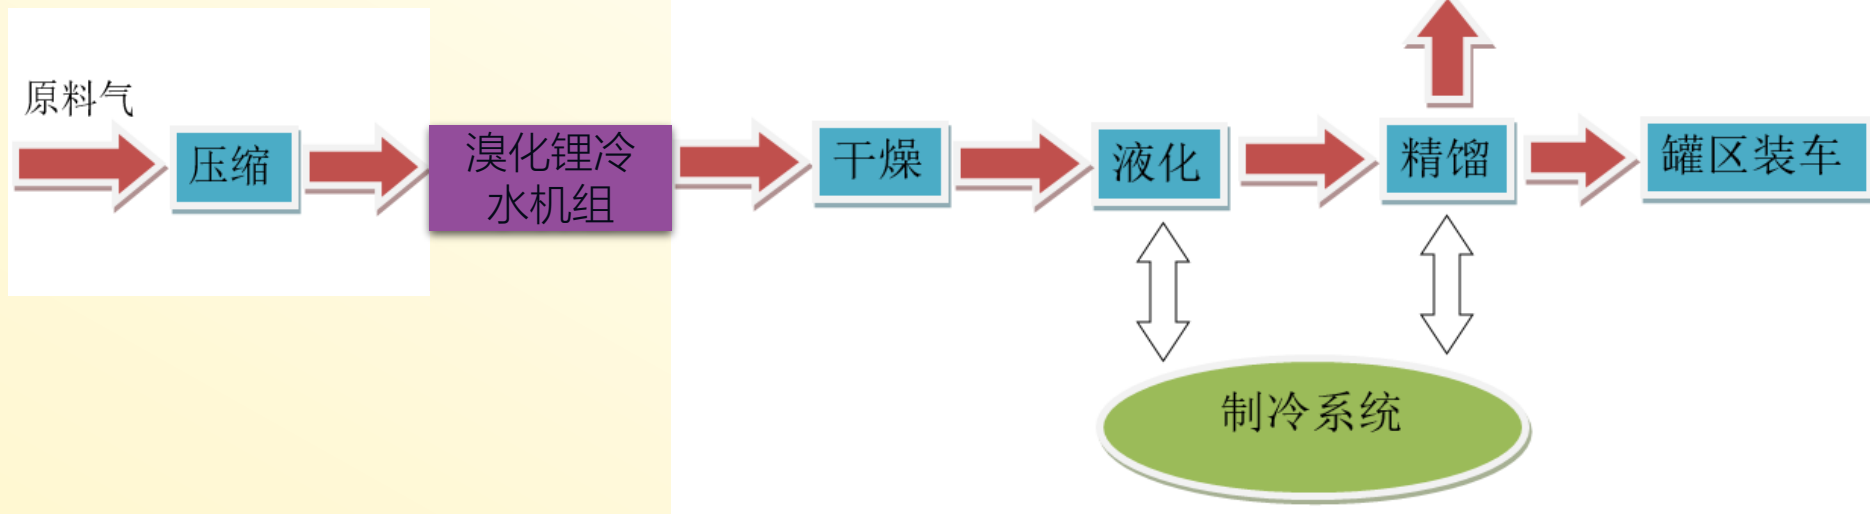 原料气
压缩
溴化锂冷
水机组
干燥
液化
精馏
罐区装车
制冷系统